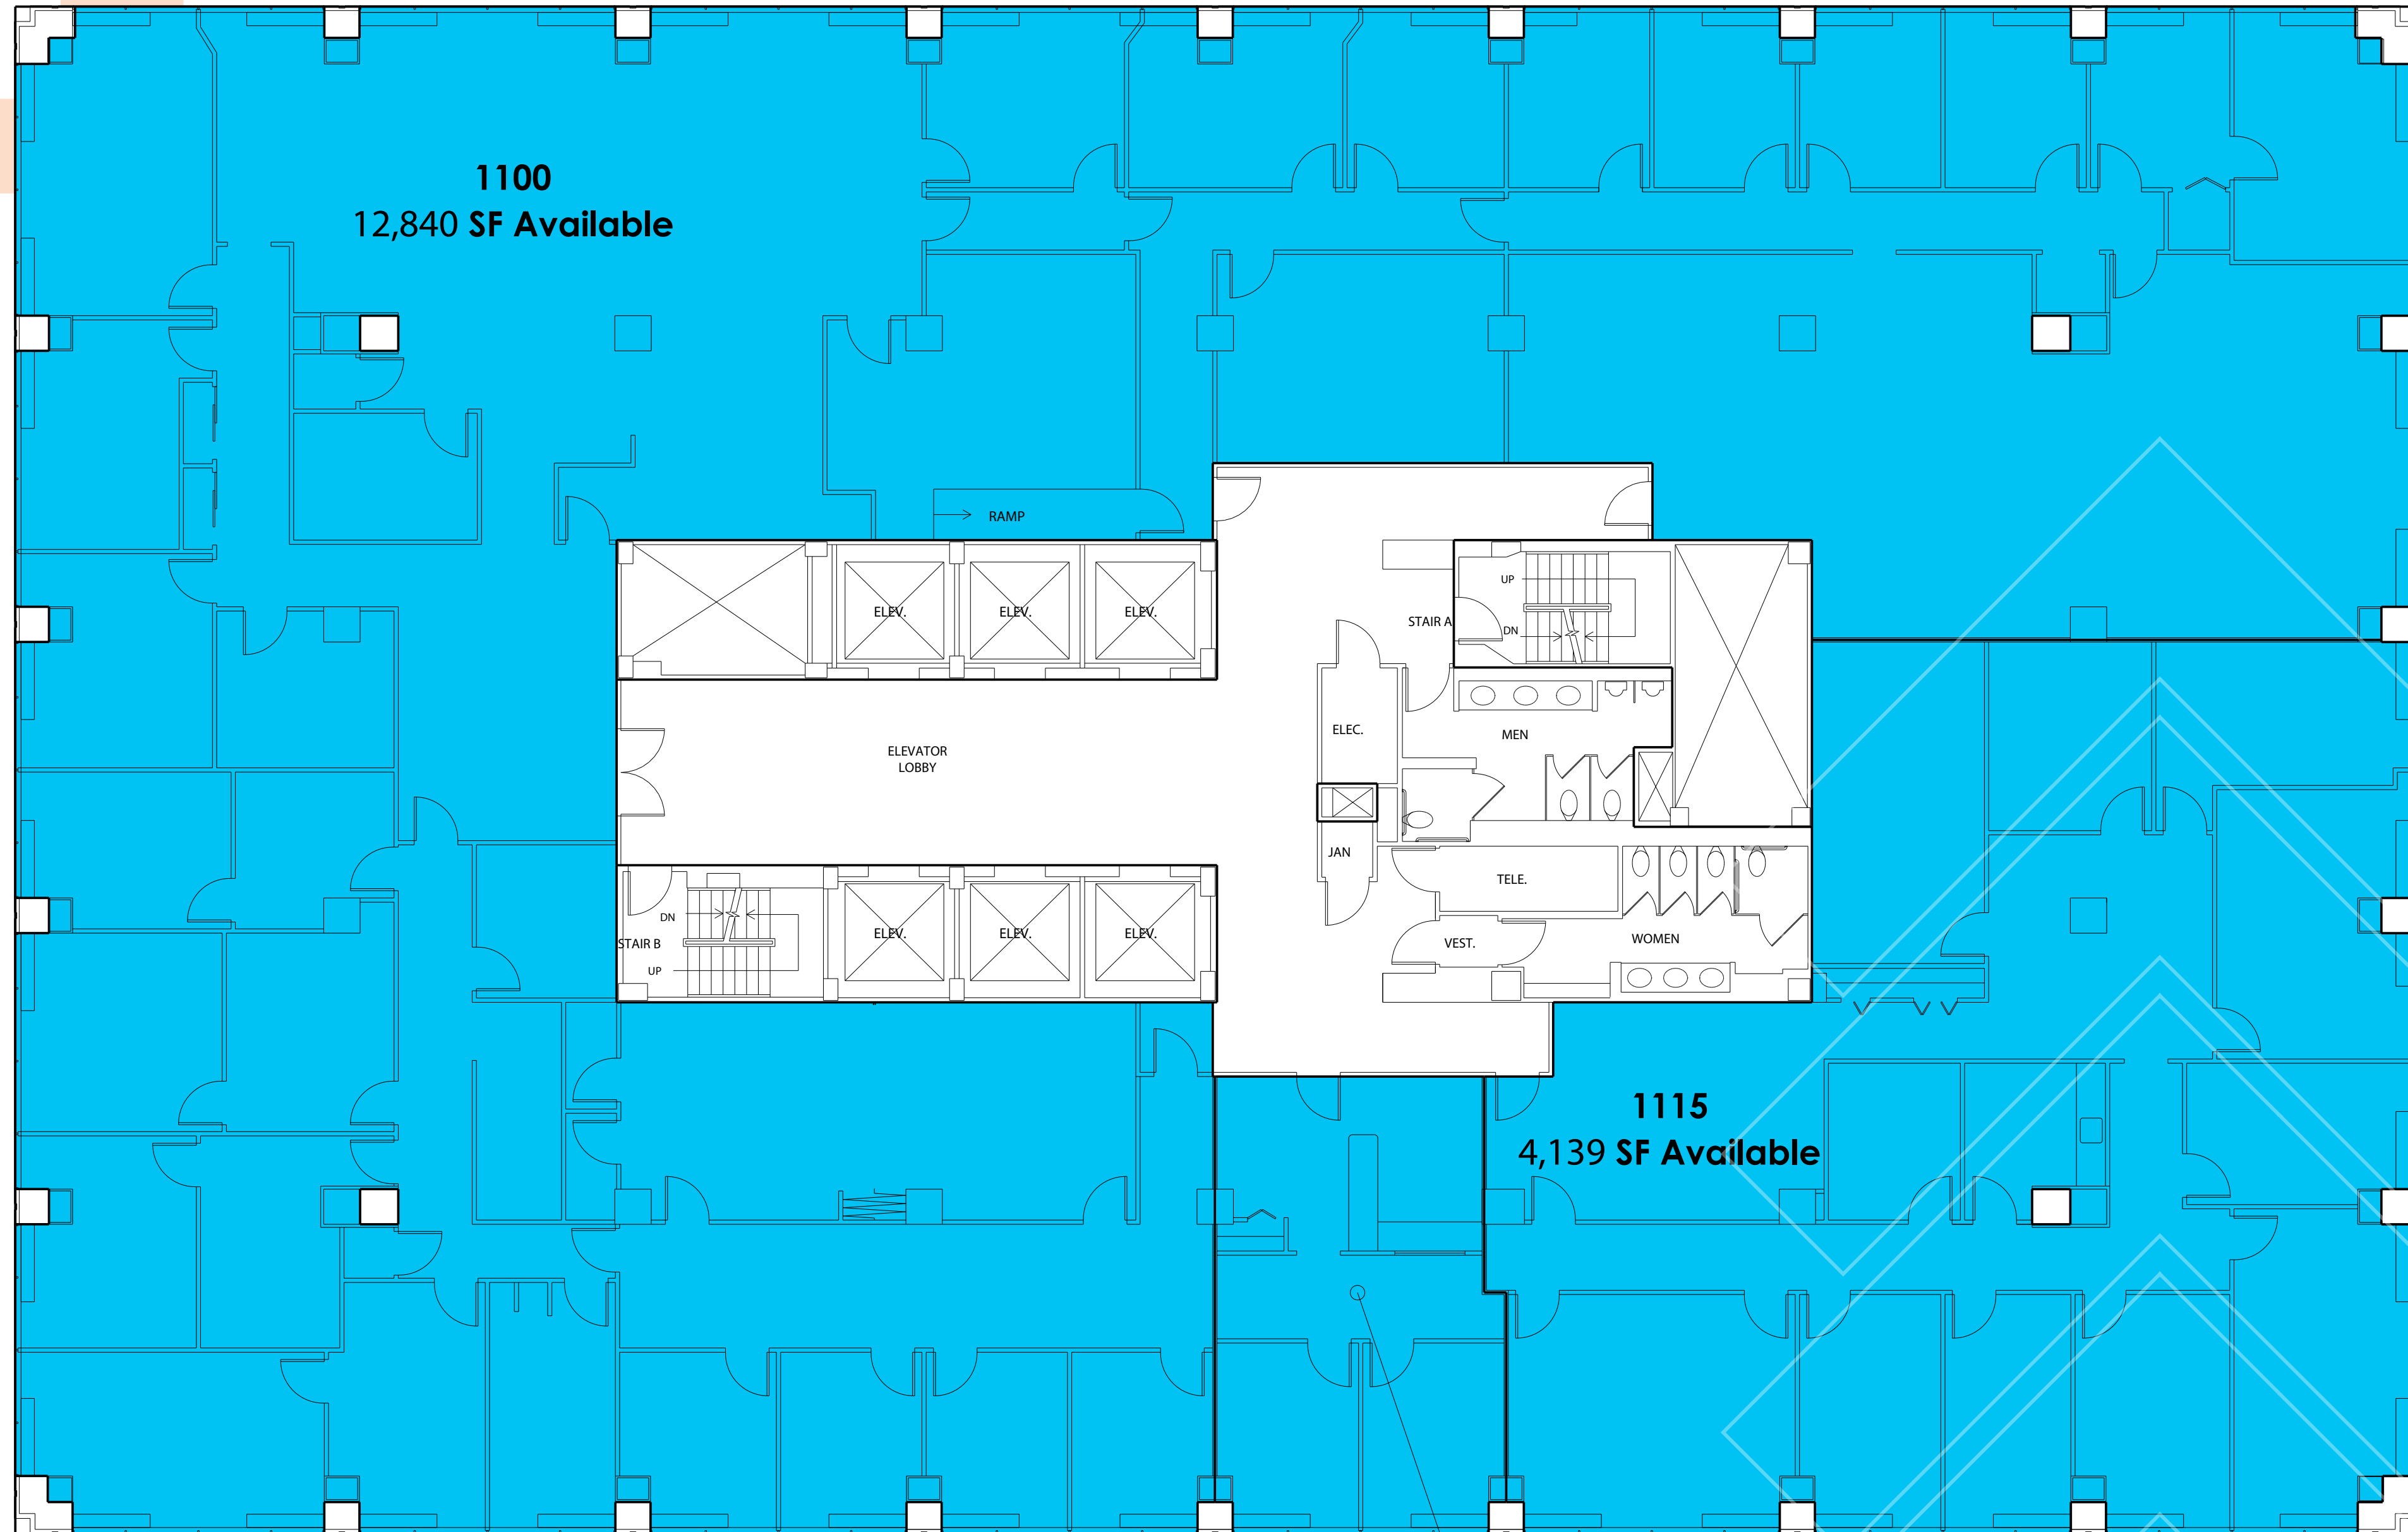 1100
12,840 SF Available
RAMP
ELEV.
ELEV.
ELEV.
UP
STAIR A
DN
ELEC.
MEN
ELEVATOR
LOBBY
JAN
TELE.
DN
STAIR B
UP
ELEV.
ELEV.
ELEV.
VEST.
WOMEN
1115
4,139 SF Available